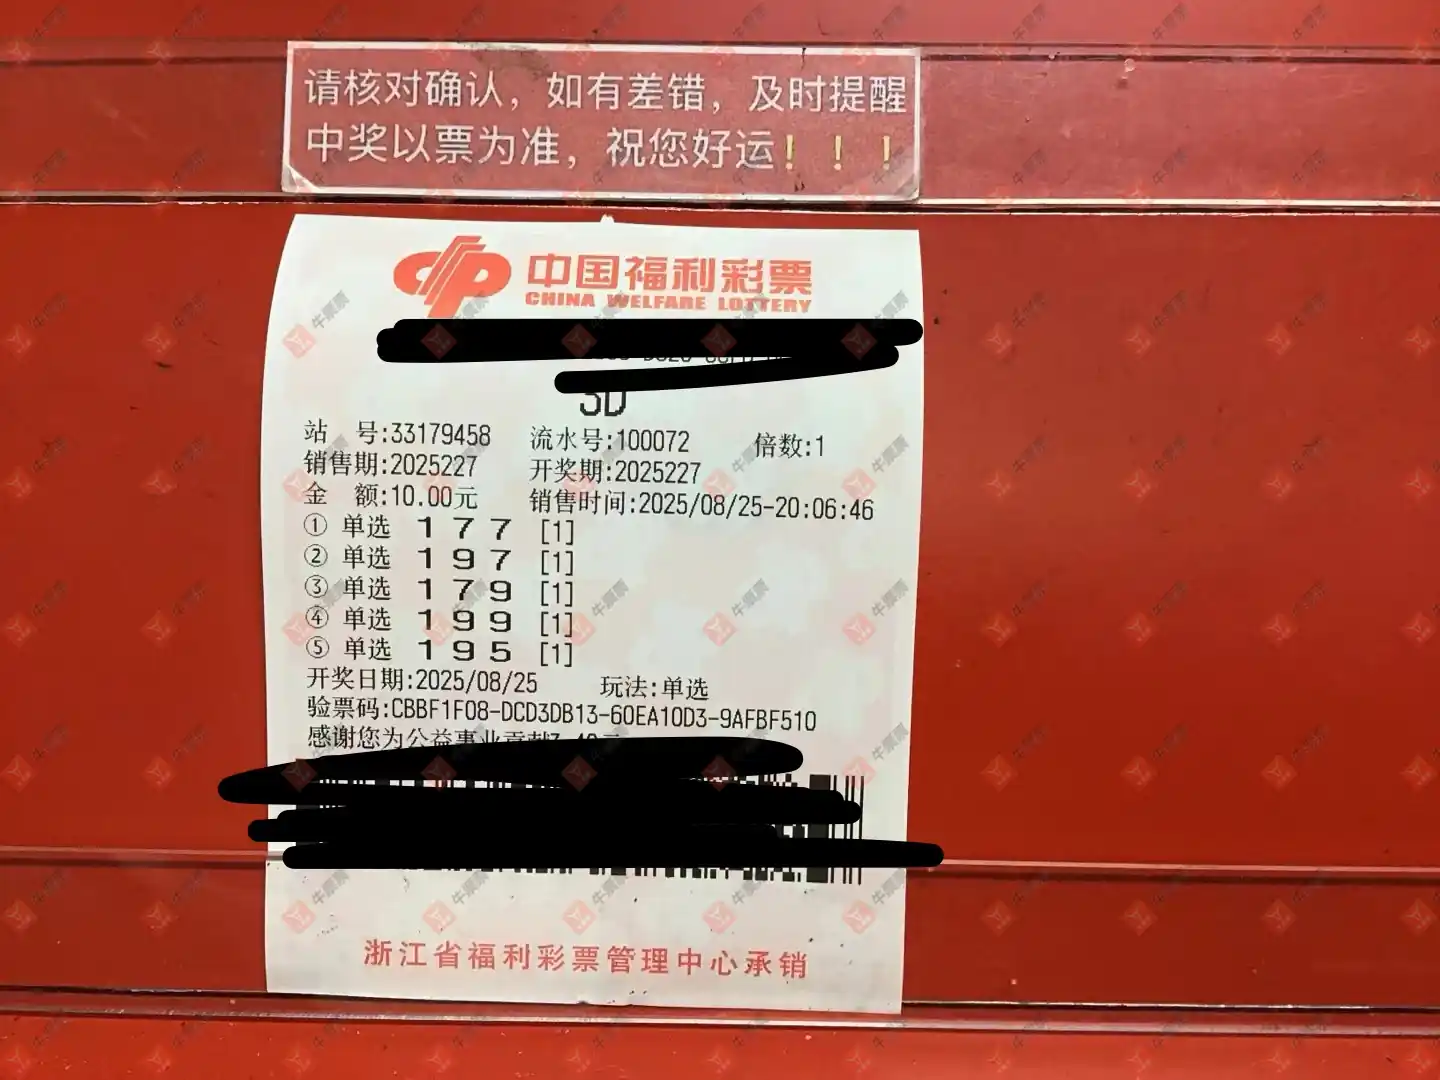 请核对确认，如有差错，及时提醒
中奖以票为准，祝您好运！！！
中国福利彩票
CHINA WELFARE LOTTERY
3D
站 号:33179458 流水号:100072 倍数:1
销售期:2025227 开奖期:2025227
金 额:10.00元 销售时间:2025/08/25-20:06:46
① 单选 1 7 7 [1]
② 单选 1 9 7 [1]
③ 单选 1 7 9 [1]
④ 单选 1 9 9 [1]
⑤ 单选 1 9 5 [1]
开奖日期:2025/08/25 玩法:单选
验票码:CBBF1F08-DCD3DB13-60EA10D3-9AFBF510
感谢您为公益事业贡献3.40元
浙江省福利彩票管理中心承销
牛票票